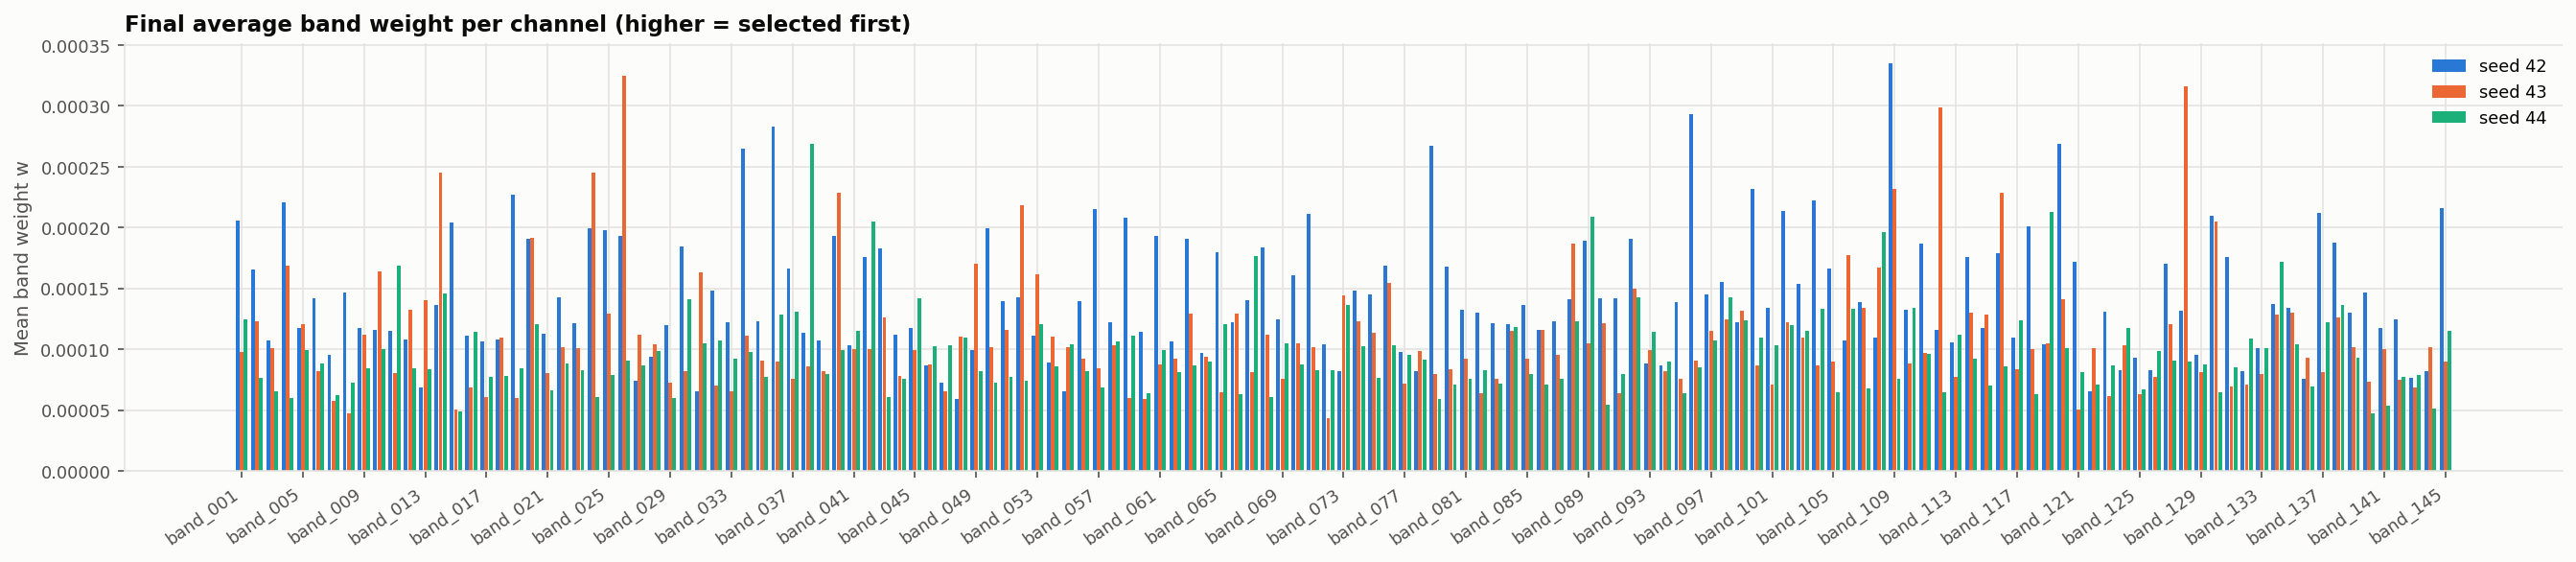 Final average band weight per channel (higher = selected first)
Mean band weight w
0.00035
0.00030
0.00025
0.00020
0.00015
0.00010
0.00005
0.00000
seed 42
seed 43
seed 44
band_001
band_005
band_009
band_013
band_017
band_021
band_025
band_029
band_033
band_037
band_041
band_045
band_049
band_053
band_057
band_061
band_065
band_069
band_073
band_077
band_081
band_085
band_089
band_093
band_097
band_101
band_105
band_109
band_113
band_117
band_121
band_125
band_129
band_133
band_137
band_141
band_145